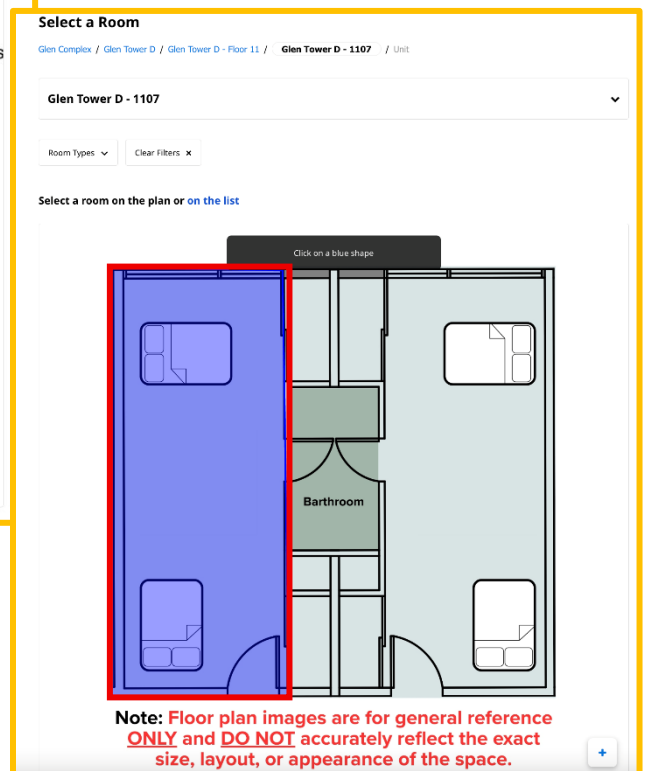 s
Select a Room
Glen Complex / Glen Tower D / Glen Tower D - Floor 11 / Glen Tower D - 1107 / Unit
Glen Tower D - 1107
Room Types
Clear Filters ×
Select a room on the plan or on the list
Click on a blue shape
Barthroom
Note: Floor plan images are for general reference
ONLY and DO NOT accurately reflect the exact
size, layout, or appearance of the space.
+